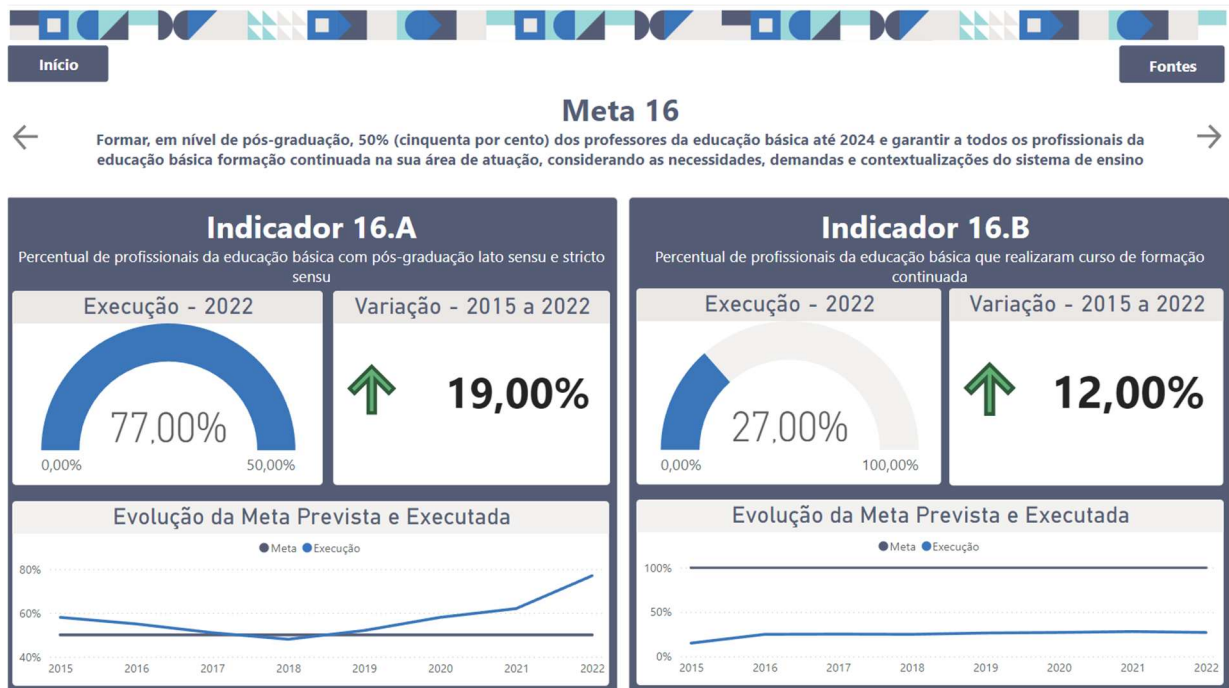 Início
Fontes
Meta 16
Formar, em nível de pós-graduação, 50% (cinquenta por cento) dos professores da educação básica até 2024 e garantir a todos os profissionais da
educação básica formação continuada na sua área de atuação, considerando as necessidades, demandas e contextualizações do sistema de ensino
Indicador 16.A
Percentual de profissionais da educação básica com pós-graduação lato sensu e stricto
sensu
Execução - 2022
77,00%
0,00%
50,00%
Variação - 2015 a 2022
19,00%
Evolução da Meta Prevista e Executada
Meta Execução
80%
60%
40%
2015 2016 2017 2018 2019 2020 2021 2022
Indicador 16.B
Percentual de profissionais da educação básica que realizaram curso de formação
continuada
Execução - 2022
27,00%
0,00%
100,00%
Variação - 2015 a 2022
12,00%
Evolução da Meta Prevista e Executada
Meta Execução
100%
50%
0%
2015 2016 2017 2018 2019 2020 2021 2022